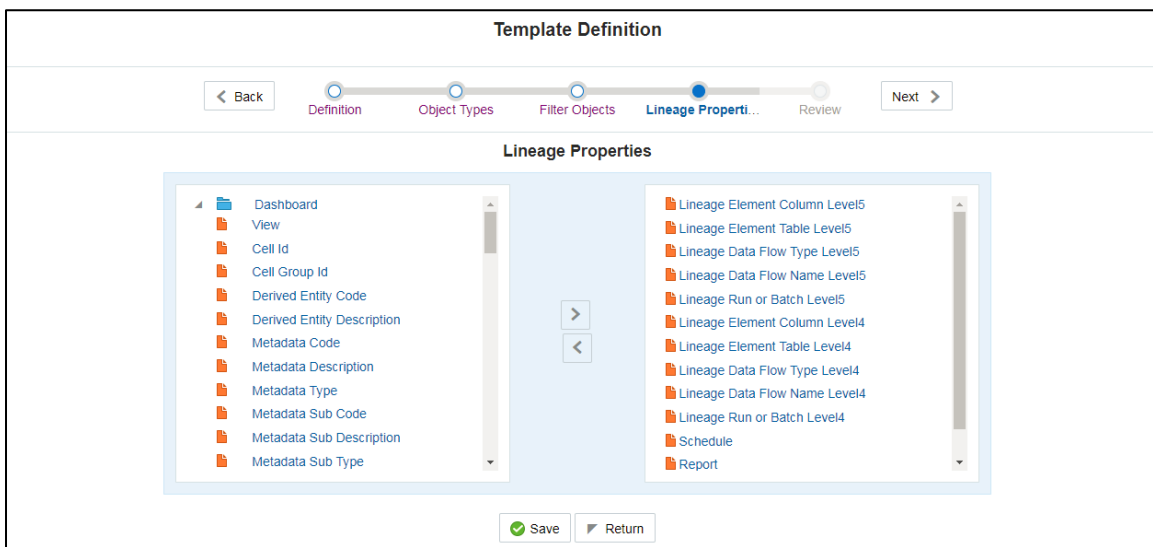 Template Definition
Back
Definition
Object Types
Filter Objects
Lineage Properti...
Review
Next
Lineage Properties
Dashboard
View
Cell Id
Cell Group Id
Derived Entity Code
Derived Entity Description
Metadata Code
Metadata Description
Metadata Type
Metadata Sub Code
Metadata Sub Description
Metadata Sub Type
Lineage Element Column Level5
Lineage Element Table Level5
Lineage Data Flow Type Level5
Lineage Data Flow Name Level5
Lineage Run or Batch Level5
Lineage Element Column Level4
Lineage Element Table Level4
Lineage Data Flow Type Level4
Lineage Data Flow Name Level4
Lineage Run or Batch Level4
Schedule
Report
Save
Return